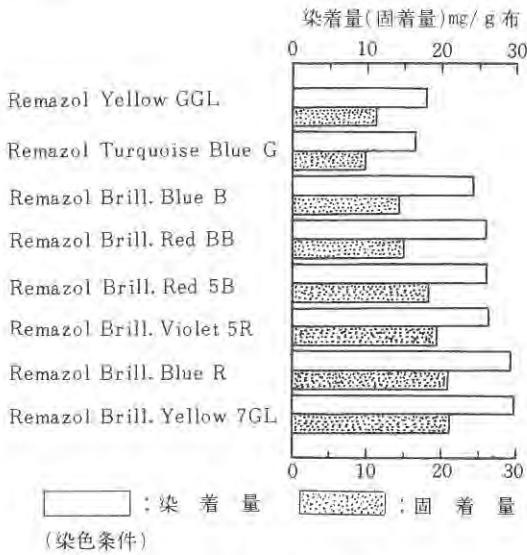 染着量(固着量)mg/g布
0 10 20 30
Remazol Yellow GGL
Remazol Turquoise Blue G
Remazol Brill. Blue B
Remazol Brill. Red BB
Remazol Brill. Red 5B
Remazol Brill. Violet 5R
Remazol Brill. Blue R
Remazol Brill. Yellow 7GL
0 10 20 30
:染着量 :固着量
(染色条件)